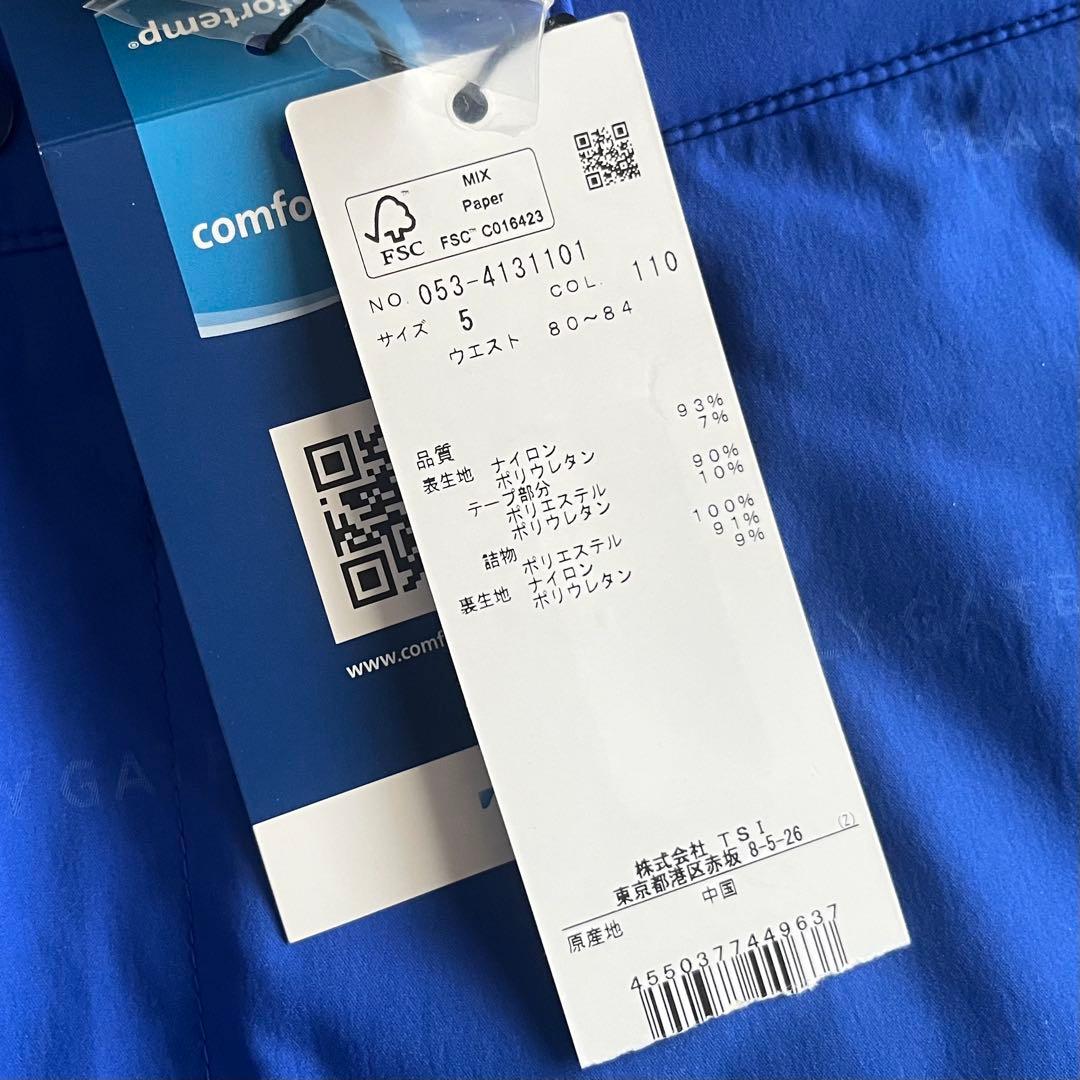 comfortemp®
comfo
www.comf
MIX
Paper
FSC™ C016423
FSC
NO. 053-4131101
COL. 110
サイズ 5
ウエスト 80~84
品質
表生地 ナイロン 93%
ポリウレタン 7%
テープ部分
ポリエステル 90%
ポリウレタン 10%
詰物 ポリエステル 100%
裏生地 ナイロン 91%
ポリウレタン 9%
株式会社 TSI
東京都港区赤坂 8-5-26 (Z)
原産地 中国
4550377449637